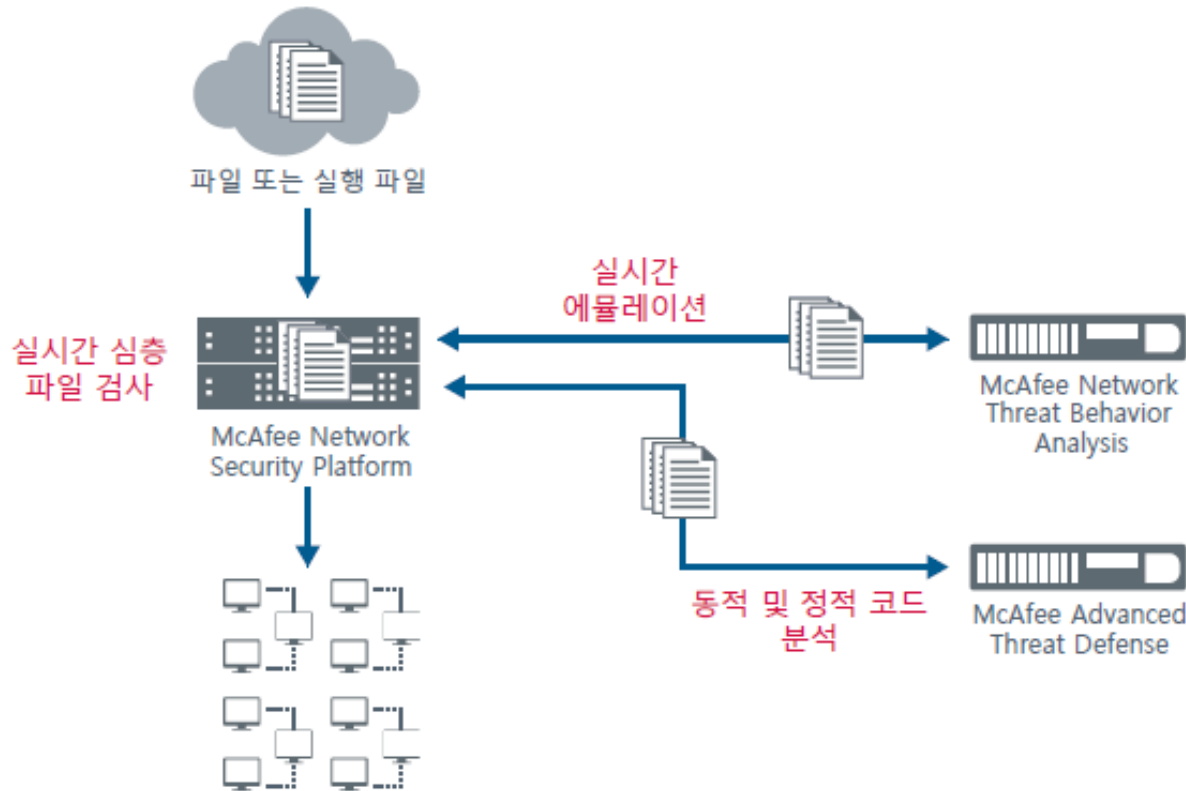 파일 또는 실행 파일
실시간
에뮬레이션
실시간 심층
파일 검사
McAfee Network
Security Platform
McAfee Network
Threat Behavior
Analysis
동적 및 정적 코드
분석
McAfee Advanced
Threat Defense